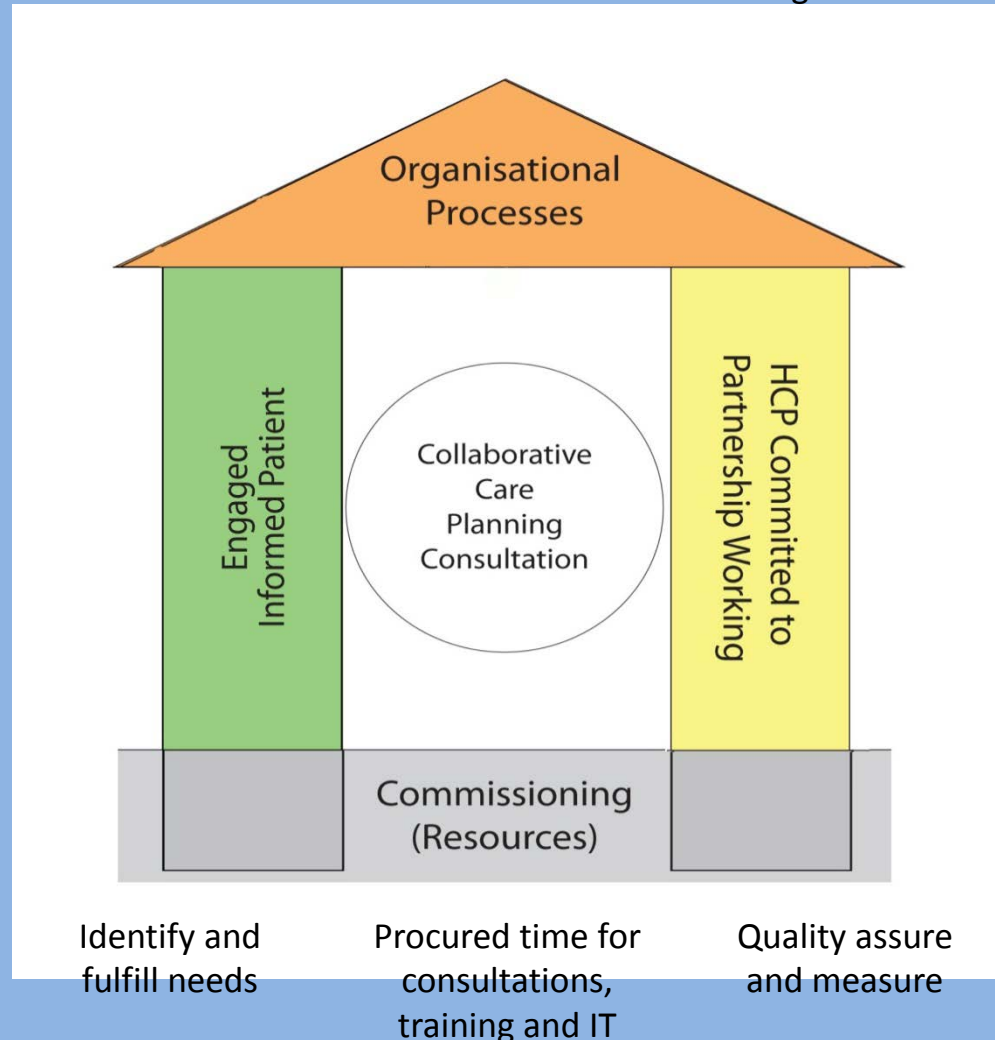 Organisational
Processes
Engaged
Informed Patient
Collaborative
Care
Planning
Consultation
HCP Committed to
Partnership Working
Commissioning
(Resources)
Identify and
fulfill needs
Procured time for
consultations,
training and IT
Quality assure
and measure